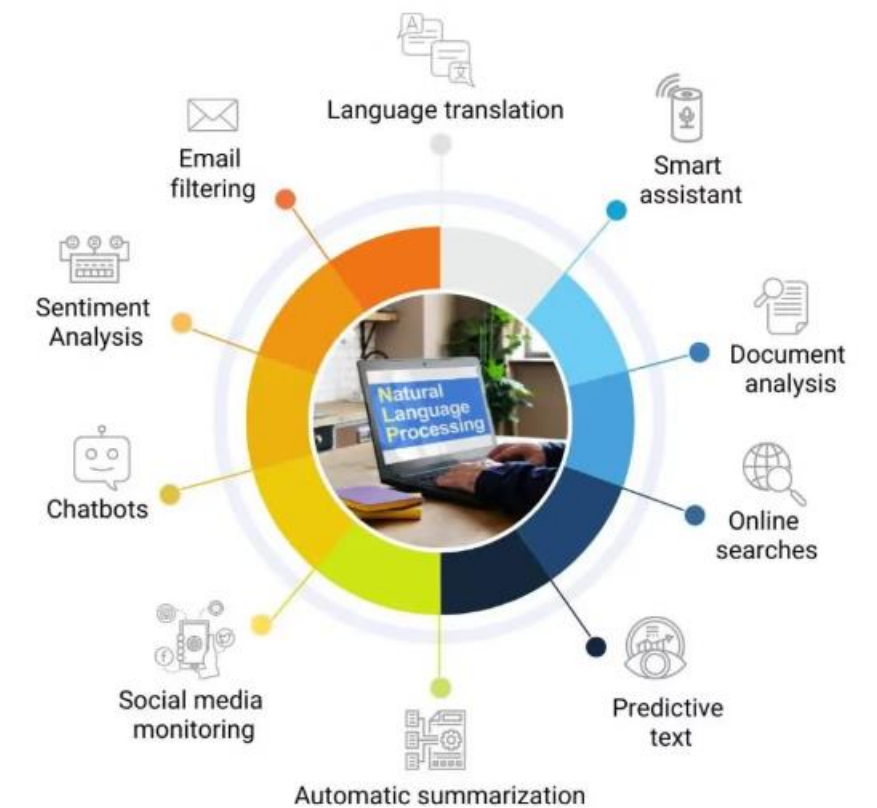 Language translation
Smart
assistant
Document
analysis
Online
searches
Predictive
text
Automatic summarization
Social media
monitoring
Chatbots
Sentiment
Analysis
Email
filtering
Natural
Language
Processing
A
文